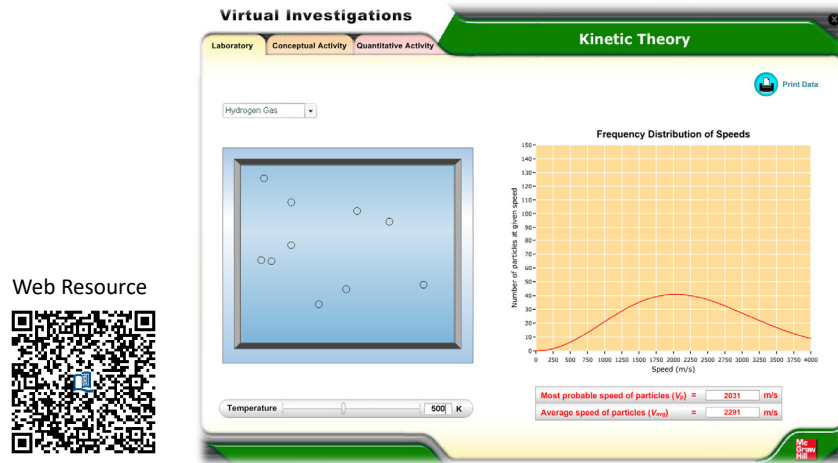 Virtual Investigations
Laboratory
Conceptual Activity
Quantitative Activity
Kinetic Theory
Print Data
Hydrogen Gas
Frequency Distribution of Speeds
150
140
130
120
110
100
90
80
70
60
50
40
30
20
10
0
Number of particles at given speed
0 250 500 750 1000 1250 1500 1750 2000 2250 2500 2750 3000 3250 3500 3750 4000
Speed (m/s)
Web Resource
Temperature 500 K
Most probable speed of particles (Vp) = 2031 m/s
Average speed of particles (Vavg) = 2291 m/s
Mc
Graw
Hill